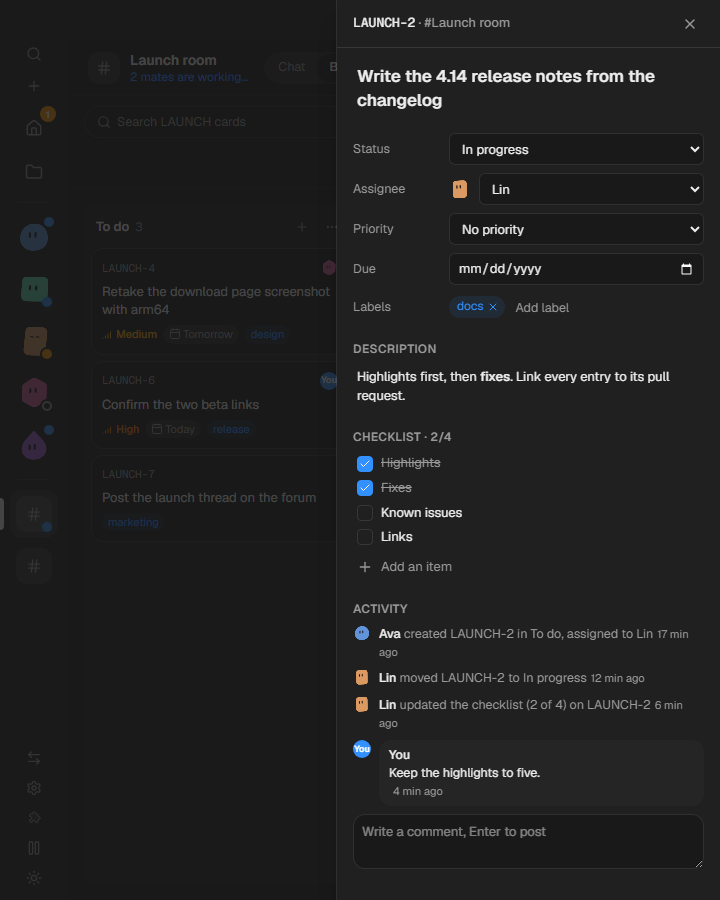 LAUNCH-2 · #Launch room
Write the 4.14 release notes from the
changelog
Status
In progress
Assignee
Lin
Priority
No priority
Due
mm/dd/yyyy
Labels
docs ×
Add label
DESCRIPTION
Highlights first, then fixes. Link every entry to its pull
request.
CHECKLIST · 2/4
Highlights
Fixes
Known issues
Links
+ Add an item
ACTIVITY
Ava created LAUNCH-2 in To do, assigned to Lin 17 min
ago
Lin moved LAUNCH-2 to In progress 12 min ago
Lin updated the checklist (2 of 4) on LAUNCH-2 6 min
ago
You
You
Keep the highlights to five.
4 min ago
Write a comment, Enter to post
1
#
Launch room
2 mates are working...
Chat
B
Search LAUNCH cards
To do 3
LAUNCH-4
Retake the download page screenshot
with arm64
Medium
Tomorrow
design
LAUNCH-6
You
Confirm the two beta links
High
Today
release
LAUNCH-7
Post the launch thread on the forum
marketing
#
#